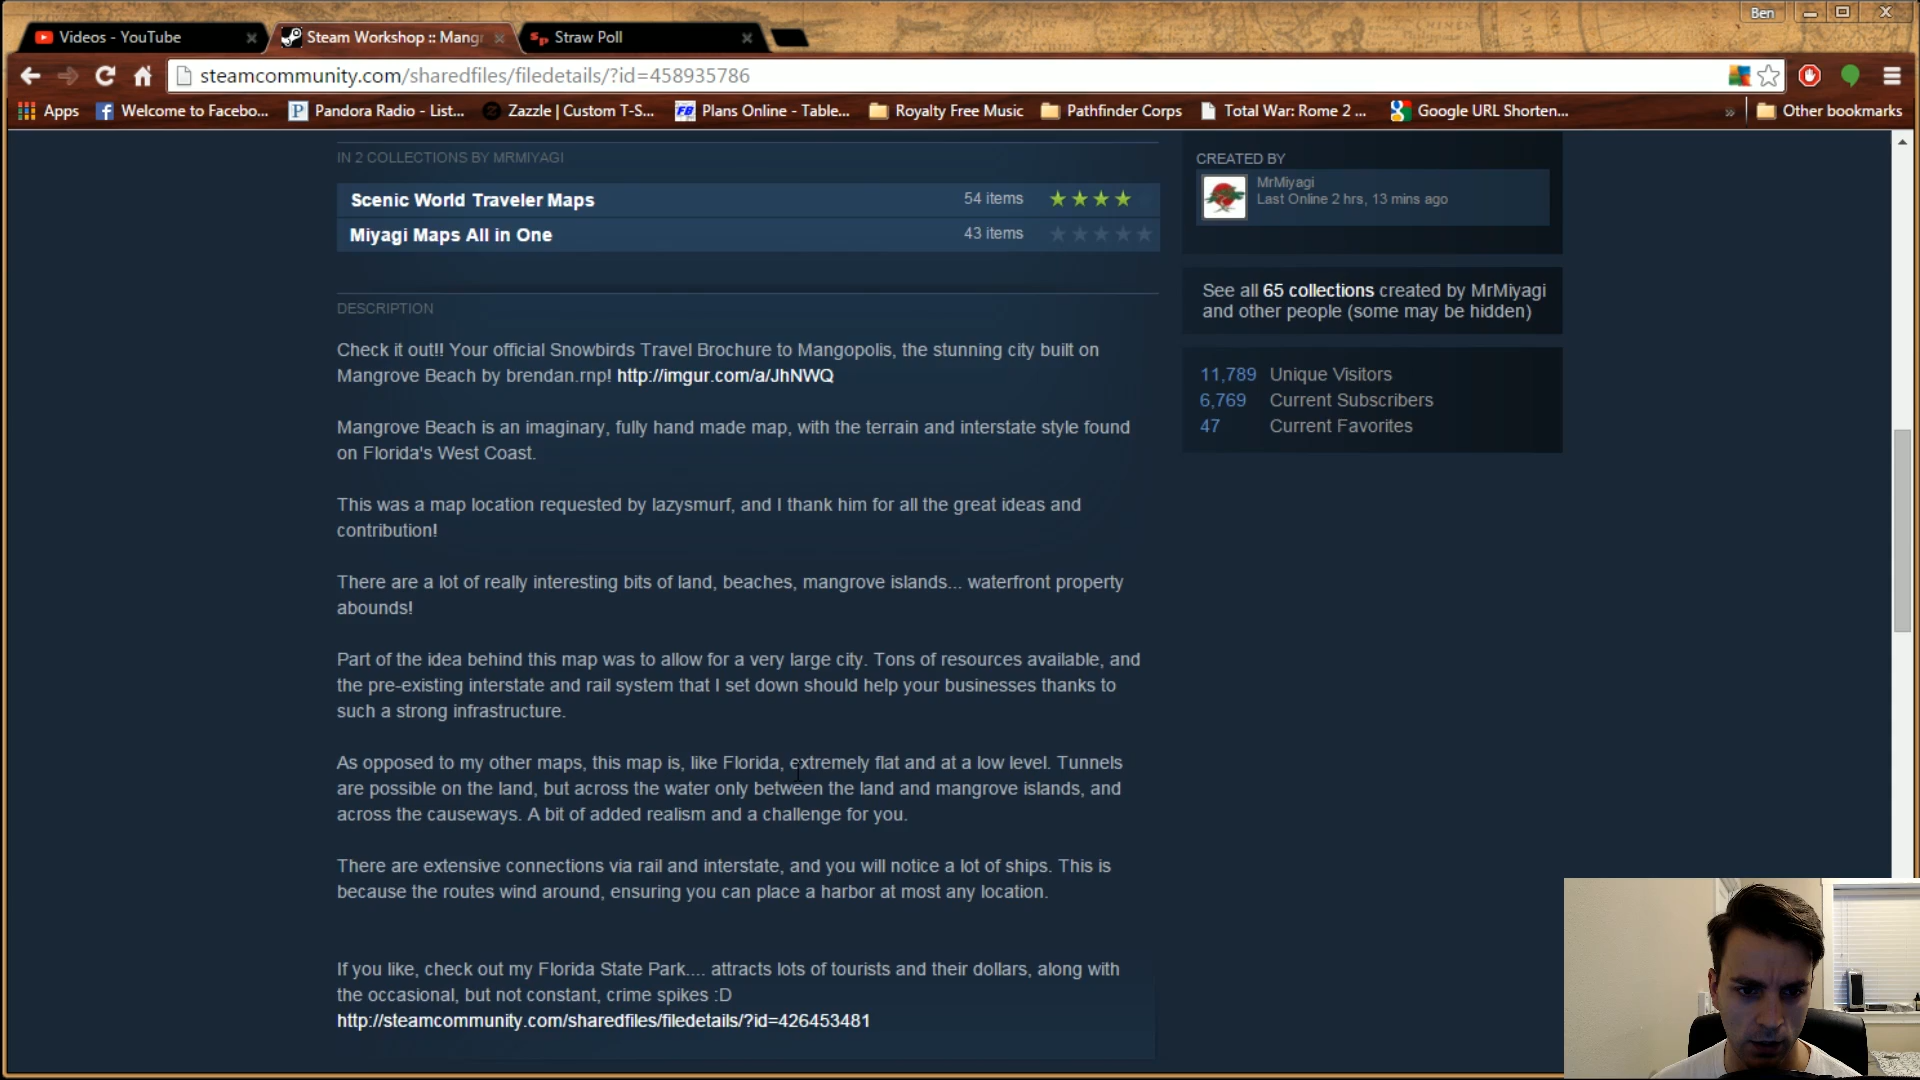 Ben
Videos - YouTube
Steam Workshop :: Mang
Straw Poll
steamcommunity.com/sharedfiles/filedetails/?id=458935786
Apps
Welcome to Facebo...
Pandora Radio - List...
Zazzle | Custom T-S...
Plans Online - Table...
Royalty Free Music
Pathfinder Corps
Total War: Rome 2 ...
Google URL Shorten...
»
Other bookmarks
IN 2 COLLECTIONS BY MRMIYAGI
Scenic World Traveler Maps 54 items
Miyagi Maps All in One 43 items
DESCRIPTION
Check it out!! Your official Snowbirds Travel Brochure to Mangopolis, the stunning city built on
Mangrove Beach by brendan.rnp! http://imgur.com/a/JhNWQ
Mangrove Beach is an imaginary, fully hand made map, with the terrain and interstate style found
on Florida's West Coast.
This was a map location requested by lazysmurf, and I thank him for all the great ideas and
contribution!
There are a lot of really interesting bits of land, beaches, mangrove islands... waterfront property
abounds!
Part of the idea behind this map was to allow for a very large city. Tons of resources available, and
the pre-existing interstate and rail system that I set down should help your businesses thanks to
such a strong infrastructure.
As opposed to my other maps, this map is, like Florida, extremely flat and at a low level. Tunnels
are possible on the land, but across the water only between the land and mangrove islands, and
across the causeways. A bit of added realism and a challenge for you.
There are extensive connections via rail and interstate, and you will notice a lot of ships. This is
because the routes wind around, ensuring you can place a harbor at most any location.
If you like, check out my Florida State Park.... attracts lots of tourists and their dollars, along with
the occasional, but not constant, crime spikes :D
http://steamcommunity.com/sharedfiles/filedetails/?id=426453481
CREATED BY
MrMiyagi
Last Online 2 hrs, 13 mins ago
See all 65 collections created by MrMiyagi
and other people (some may be hidden)
11,789 Unique Visitors
6,769 Current Subscribers
47 Current Favorites